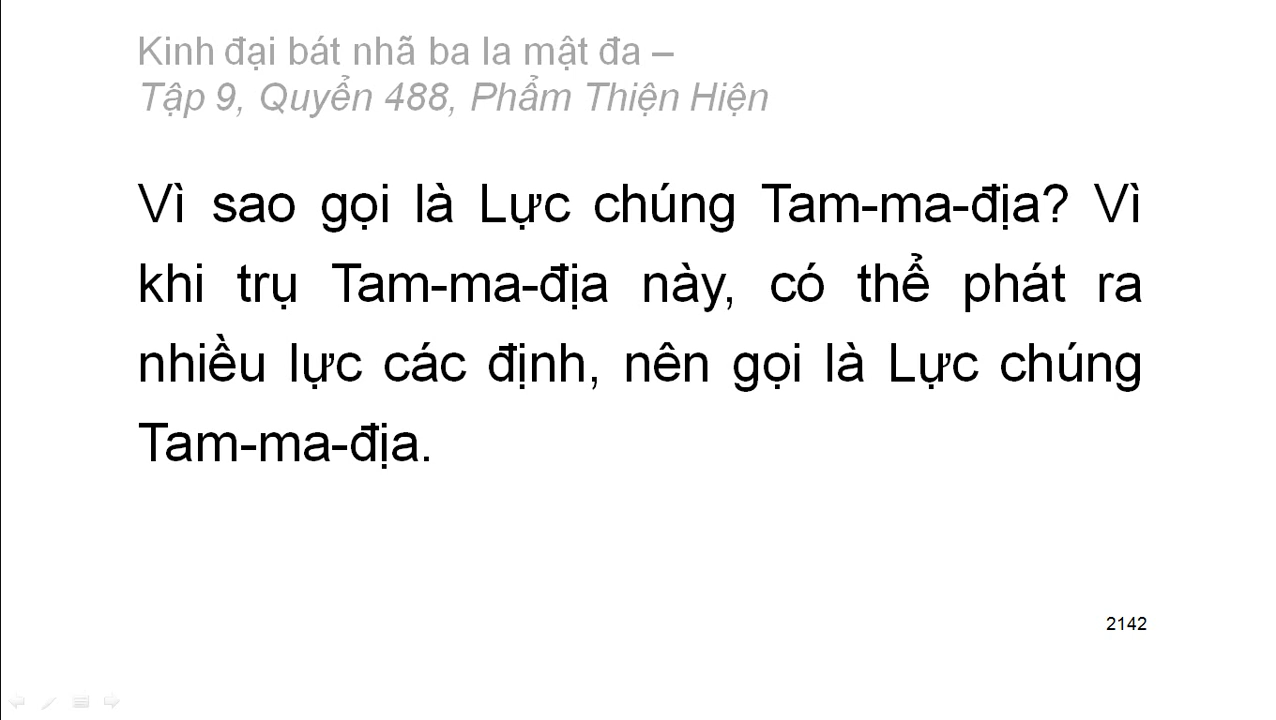 Kinh đại bát nhã ba la mật đa –
Tập 9, Quyển 488, Phẩm Thiện Hiện
Vì sao gọi là Lực chúng Tam-ma-địa? Vì
khi trụ Tam-ma-địa này, có thể phát ra
nhiều lực các định, nên gọi là Lực chúng
Tam-ma-địa.
2142